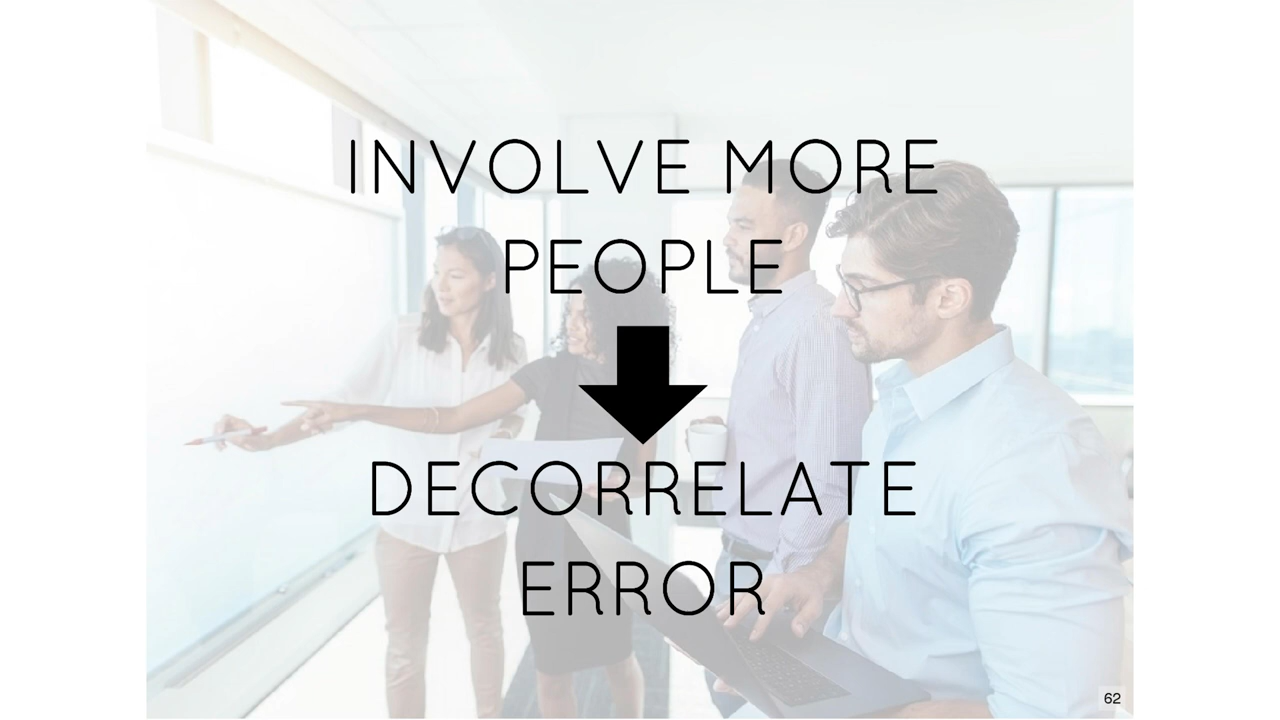 INVOLVE MORE
PEOPLE
DECORRELATE
ERROR
62